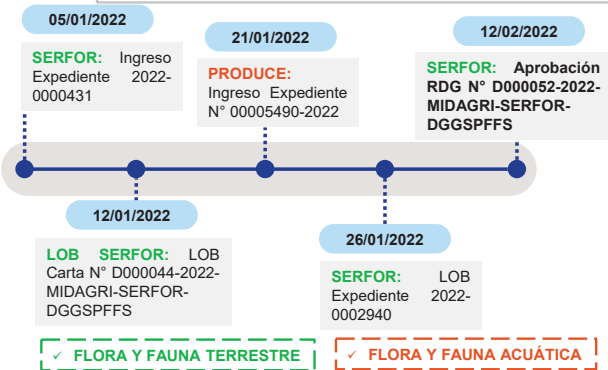 05/01/2022
SERFOR: Ingreso
Expediente 2022-
0000431
21/01/2022
PRODUCE:
Ingreso Expediente
N° 00005490-2022
12/02/2022
SERFOR: Aprobación
RDG N° D000052-2022-
MIDAGRI-SERFOR-
DGGSPFFS
12/01/2022
LOB SERFOR: LOB
Carta N° D000044-2022-
MIDAGRI-SERFOR-
DGGSPFFS
26/01/2022
SERFOR: LOB
Expediente 2022-
0002940
✓ FLORA Y FAUNA TERRESTRE
✓ FLORA Y FAUNA ACUÁTICA